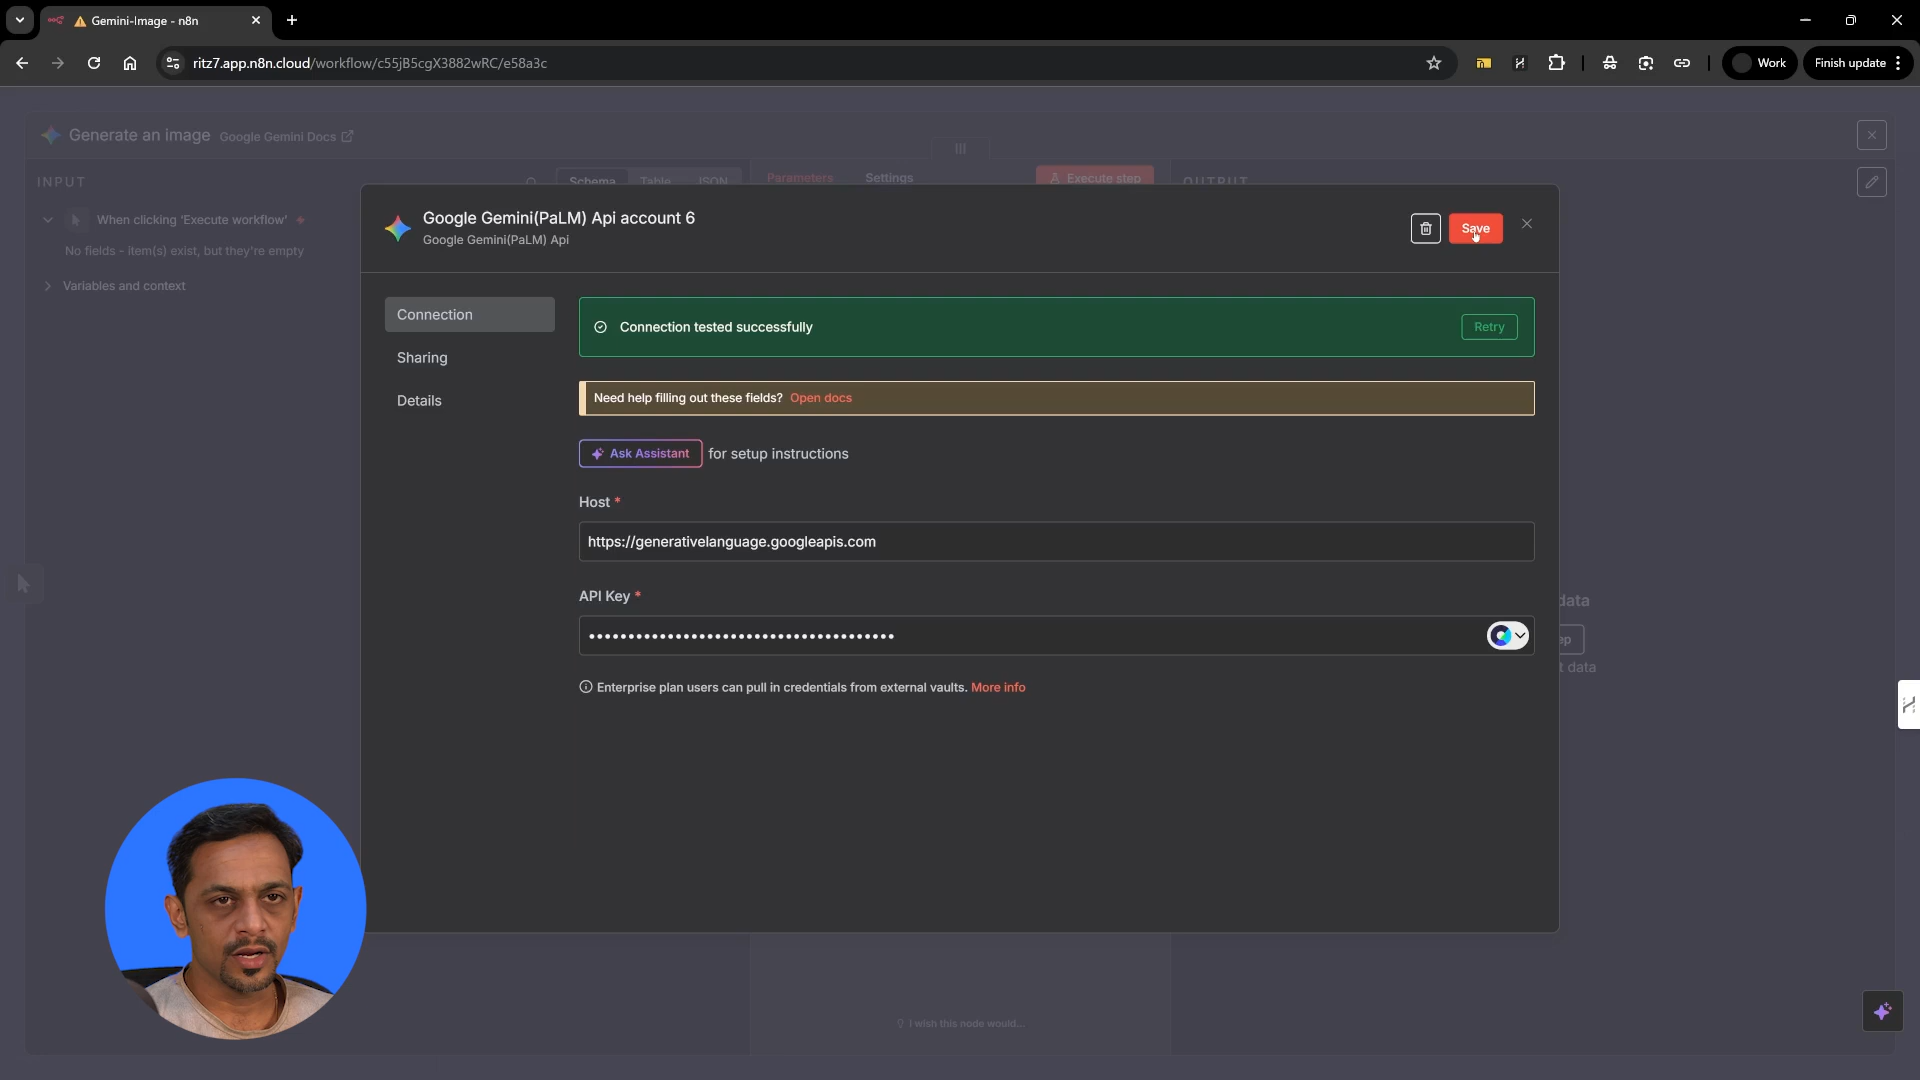 Gemini-Image - n8n
ritz7.app.n8n.cloud/workflow/c55jB5cgX3882wRC/e58a3c
Work
Finish update
Generate an image Google Gemini Docs
INPUT
Schema Table JSON
Parameters Settings
Execute step
OUTPUT
When clicking 'Execute workflow'
No fields - item(s) exist, but they're empty
Variables and context
Google Gemini(PaLM) Api account 6
Google Gemini(PaLM) Api
Save
Connection
Sharing
Details
Connection tested successfully
Retry
Need help filling out these fields? Open docs
Ask Assistant for setup instructions
Host *
https://generativelanguage.googleapis.com
API Key *
Enterprise plan users can pull in credentials from external vaults. More info
data
ep
t data
I wish this node would...